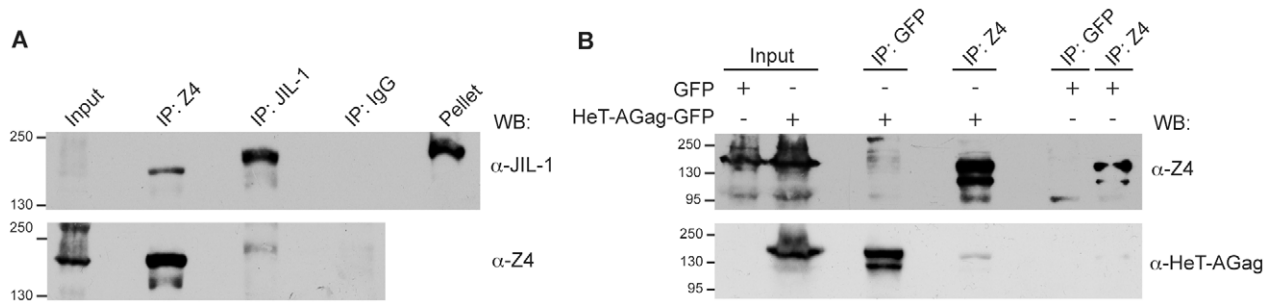 A
Input
IP: Z4
IP: JIL-1
IP: IgG
Pellet
WB:
250
130
α-JIL-1
250
130
α-Z4
B
Input
IP: GFP
IP: Z4
IP: GFP
IP: Z4
GFP + - - - + +
HeT-AGag-GFP - + + + - -
WB:
250
130
95
α-Z4
250
130
95
α-HeT-AGag